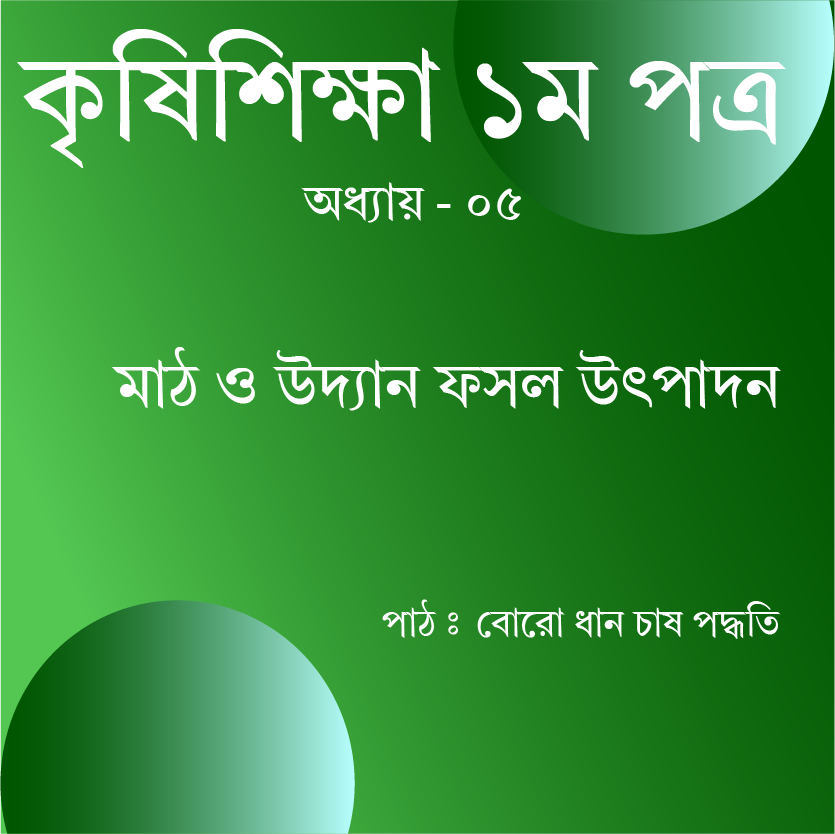 কৃষিশিক্ষা ১ম পত্র
অধ্যায় - ০৫
মাঠ ও উদ্যান ফসল উৎপাদন
পাঠ ঃ বোরো ধান চাষ পদ্ধতি